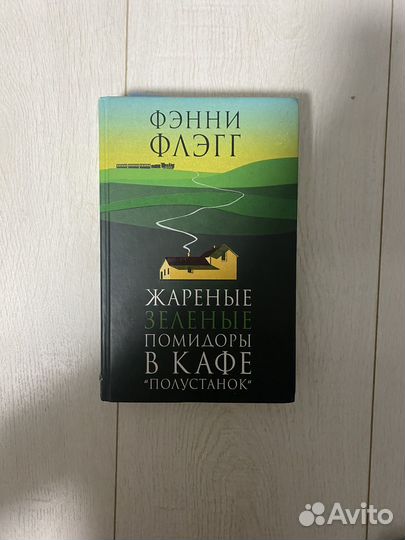 ФЭННИ
ФЛЭГГ
ЖАРЕНЫЕ
ЗЕЛЕНЫЕ
ПОМИДОРЫ
В КАФЕ
"ПОЛУСТАНОК"
Avito